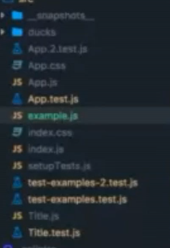 src
__snapshots__
ducks
App.2.test.js
App.css
JS App.js
App.test.js
JS example.js
index.css
JS index.js
JS setupTests.js
test-examples-2.test.js
test-examples.test.js
JS Title.js
Title.test.js